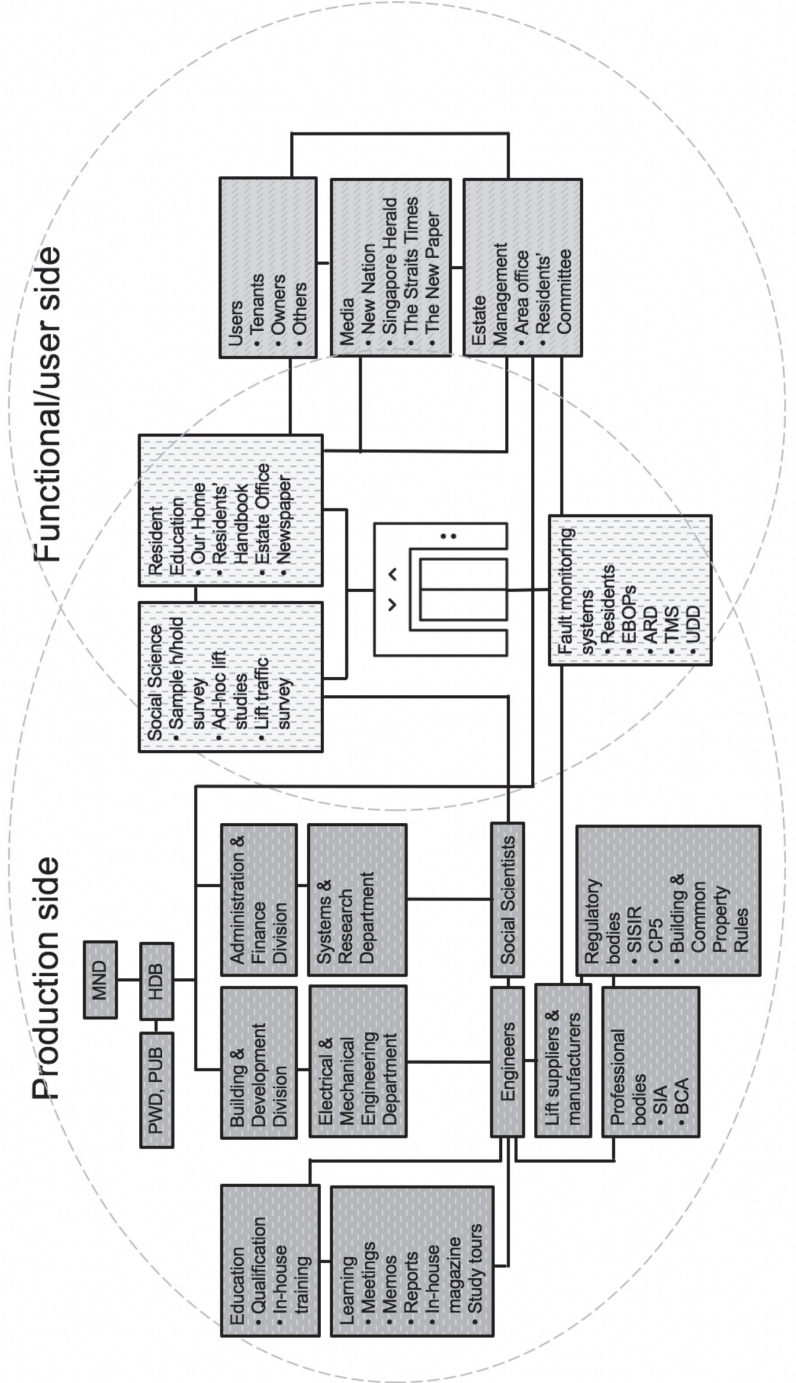 Production side
Functional/user side
MND
PWD, PUB
HDB
Building &
Development
Division
Administration &
Finance
Division
Electrical &
Mechanical
Engineering
Department
Systems &
Research
Department
Education
• Qualification
• In-house
training
Learning
• Meetings
• Memos
• Reports
• In-house
magazine
• Study tours
Engineers
Social Scientists
Lift suppliers &
manufacturers
Professional
bodies
• SIA
• BCA
Regulatory
bodies
• SISIR
• CP5
• Building &
Common
Property
Rules
Social Science
• Sample h/hold
survey
• Ad-hoc lift
studies
• Lift traffic
survey
Resident
Education
• Our Home
• Residents'
Handbook
• Estate Office
• Newspaper
Fault monitoring
systems
• Residents
• EBOPs
• ARD
• TMS
• UDD
Users
• Tenants
• Owners
• Others
Media
• New Nation
• Singapore Herald
• The Straits Times
• The New Paper
Estate
Management
• Area office
• Residents'
Committee